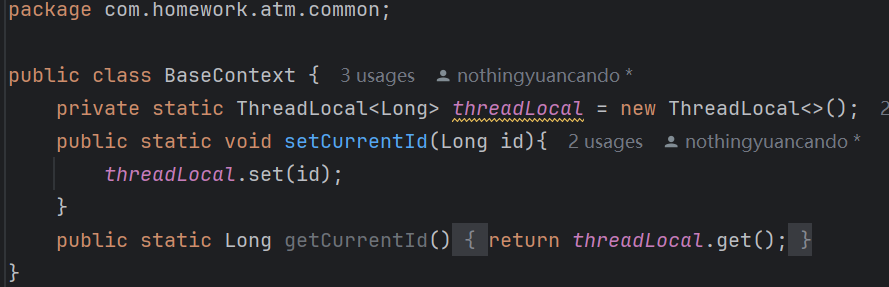 package com.homework.atm.common;
public class BaseContext { 3 usages nothingyuancando *
private static ThreadLocal<Long> threadLocal = new ThreadLocal<>(); 2
public static void setCurrentId(Long id){ 2 usages nothingyuancando *
threadLocal.set(id);
}
public static Long getCurrentId() { return threadLocal.get(); }
}